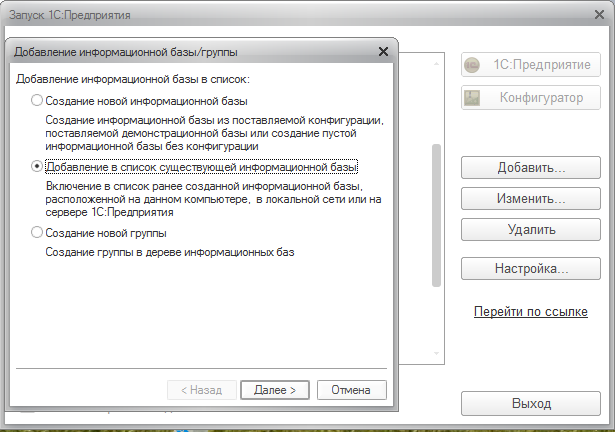 Запуск 1С:Предприятия
Добавление информационной базы/группы
Добавление информационной базы в список:
Создание новой информационной базы
Создание информационной базы из поставляемой конфигурации,
поставляемой демонстрационной базы или создание пустой
информационной базы без конфигурации
Добавление в список существующей информационной базы
Включение в список ранее созданной информационной базы,
расположенной на данном компьютере, в локальной сети или на
сервере 1С:Предприятия
Создание новой группы
Создание группы в дереве информационных баз
< Назад
Далее >
Отмена
1С:Предприятие
Конфигуратор
Добавить...
Изменить...
Удалить
Настройка...
Перейти по ссылке
Выход